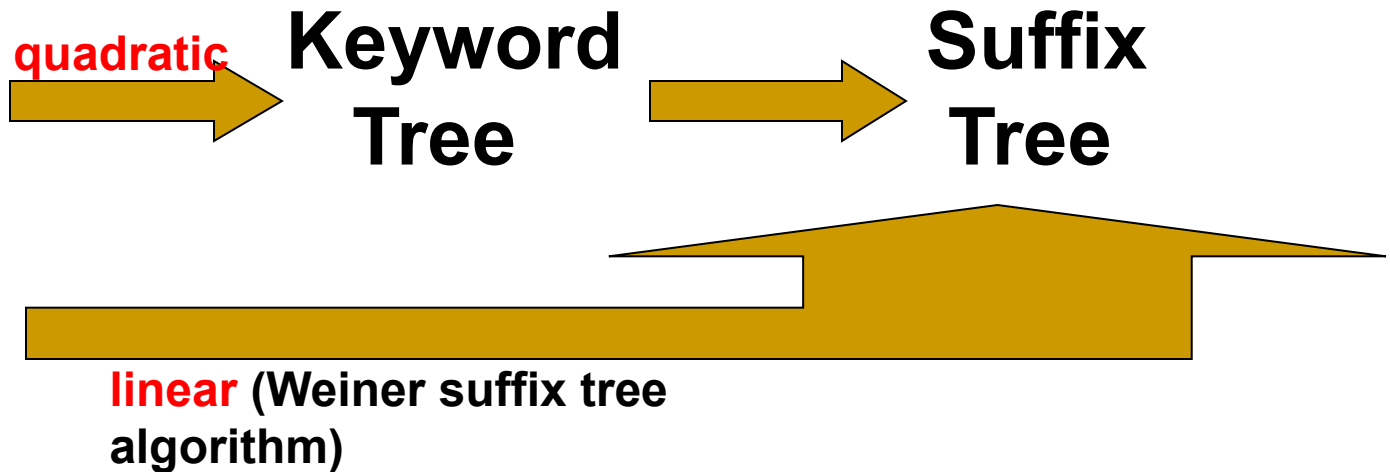 quadratic
Keyword
Tree
Suffix
Tree
linear (Weiner suffix tree
algorithm)